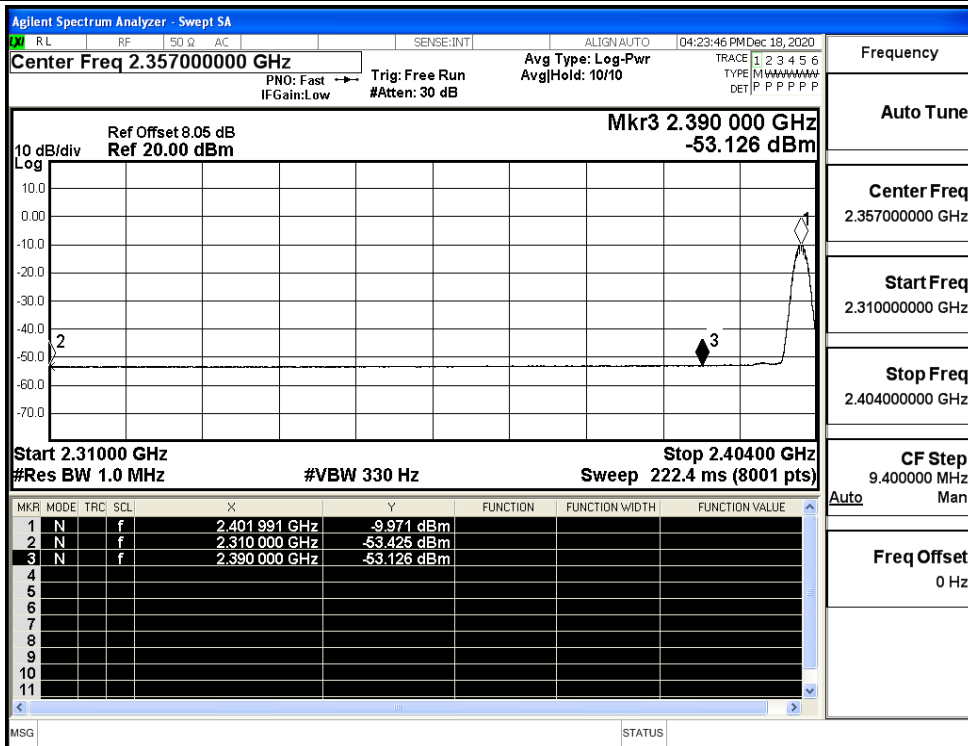 Agilent Spectrum Analyzer - Swept SA
LXI RL RF 50 Ω AC SENSE:INT ALIGN AUTO 04:23:46 PM Dec 18, 2020
Center Freq 2.357000000 GHz
PNO: Fast
IFGain:Low
Trig: Free Run
#Atten: 30 dB
Avg Type: Log-Pwr
Avg|Hold: 10/10
TRACE 1 2 3 4 5 6
TYPE M WWWWW
DET P P P P P P
Ref Offset 8.05 dB
10 dB/div Ref 20.00 dBm
Log
Mkr3 2.390 000 GHz
-53.126 dBm
10.0
0.00
-10.0
-20.0
-30.0
-40.0
-50.0
-60.0
-70.0
1
2
3
Start 2.31000 GHz Stop 2.40400 GHz
#Res BW 1.0 MHz #VBW 330 Hz Sweep 222.4 ms (8001 pts)
MKR MODE TRC SCL X Y FUNCTION FUNCTION WIDTH FUNCTION VALUE
1 N f 2.401 991 GHz -9.971 dBm
2 N f 2.310 000 GHz -53.425 dBm
3 N f 2.390 000 GHz -53.126 dBm
4
5
6
7
8
9
10
11
MSG STATUS
Frequency
Auto Tune
Center Freq
2.357000000 GHz
Start Freq
2.310000000 GHz
Stop Freq
2.404000000 GHz
CF Step
9.400000 MHz
Auto Man
Freq Offset
0 Hz